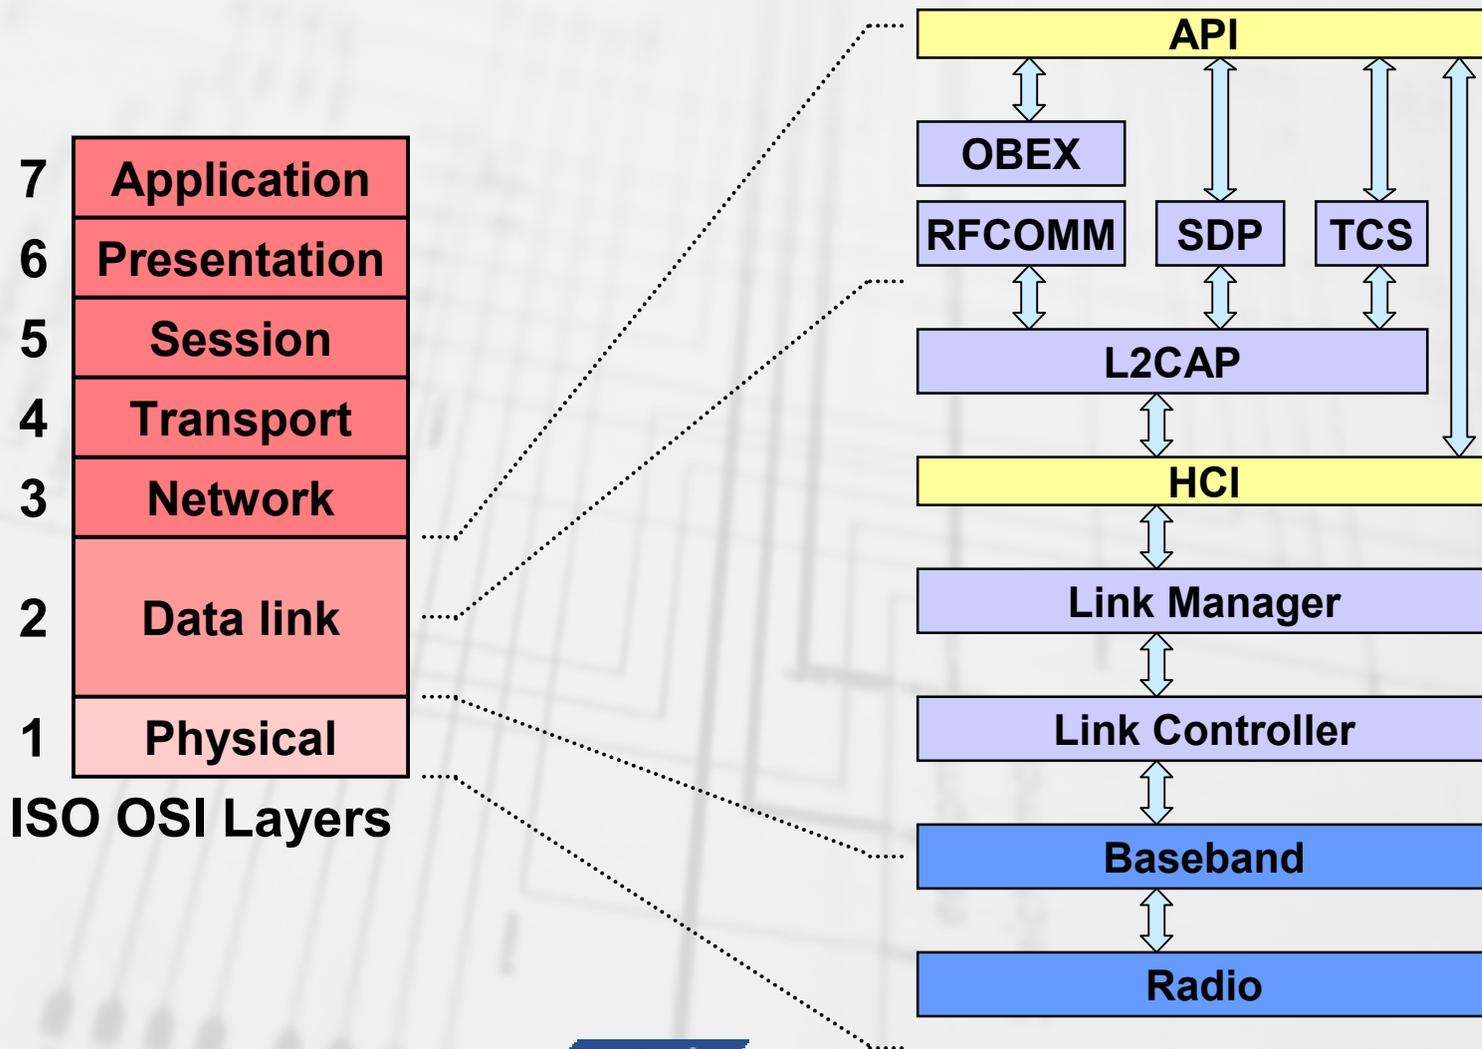 7 Application
6 Presentation
5 Session
4 Transport
3 Network
2 Data link
1 Physical
ISO OSI Layers
API
OBEX
RFCOMM SDP TCS
L2CAP
HCI
Link Manager
Link Controller
Baseband
Radio